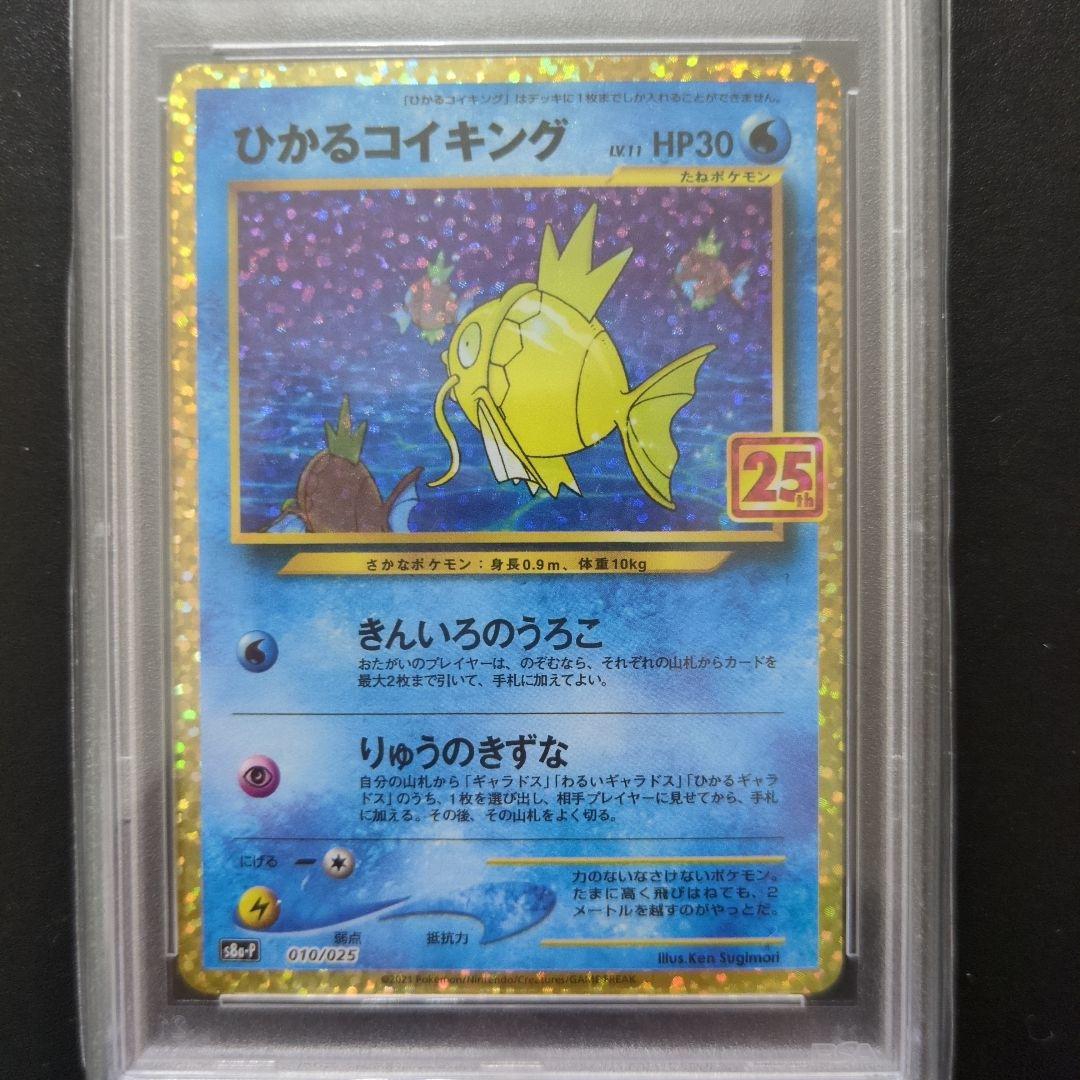 「ひかるコイキング」はデッキに1枚までしか入れることができません。
ひかるコイキング LV.11 HP30
たねポケモン
25th
さかなポケモン：身長0.9m、体重10kg
きんいろのうろこ
おたがいのプレイヤーは、のぞむなら、それぞれの山札からカードを
最大2枚まで引いて、手札に加えてよい。
りゅうのきずな
自分の山札から「ギャラドス」「わるいギャラドス」「ひかるギャラ
ドス」のうち、1枚を選び出し、相手プレイヤーに見せてから、手札
に加える。その後、その山札をよく切る。
にげる
力のないなさけないポケモン。
たまに高く飛びはねても、2
メートルを越すのがやっとだ。
弱点 抵抗力
s8a-P 010/025
Illus.Ken Sugimori
©2021 Pokémon/Nintendo/Creatures/GAME FREAK